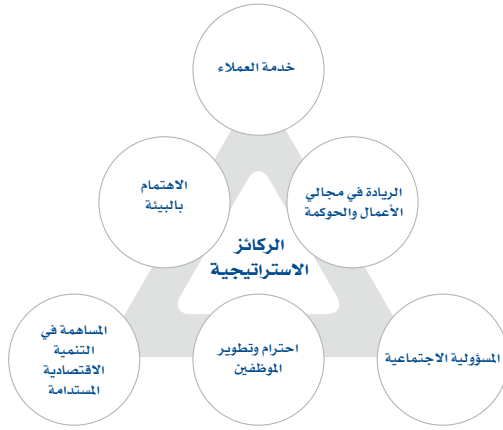 خدمة العملاء
الريادة في مجالي
الأعمال والحوكمة
الاهتمام
بالبيئة
الركائز
الاستراتيجية
المسؤولية الاجتماعية
احترام وتطوير
الموظفين
المساهمة في
التنمية
الاقتصادية
المستدامة